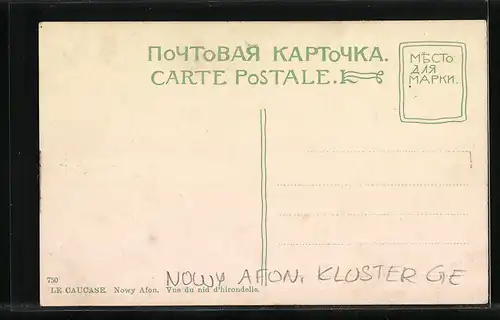 ПОЧТОВАЯ КАРТОЧКА.
CARTE POSTALE.
МѢСТО
ДЛЯ
МАРКИ.
750
NOWY AFON, KLUSTER GE
LE CAUCASE. Nowy Afon. Vue du nid d'hirondelle.